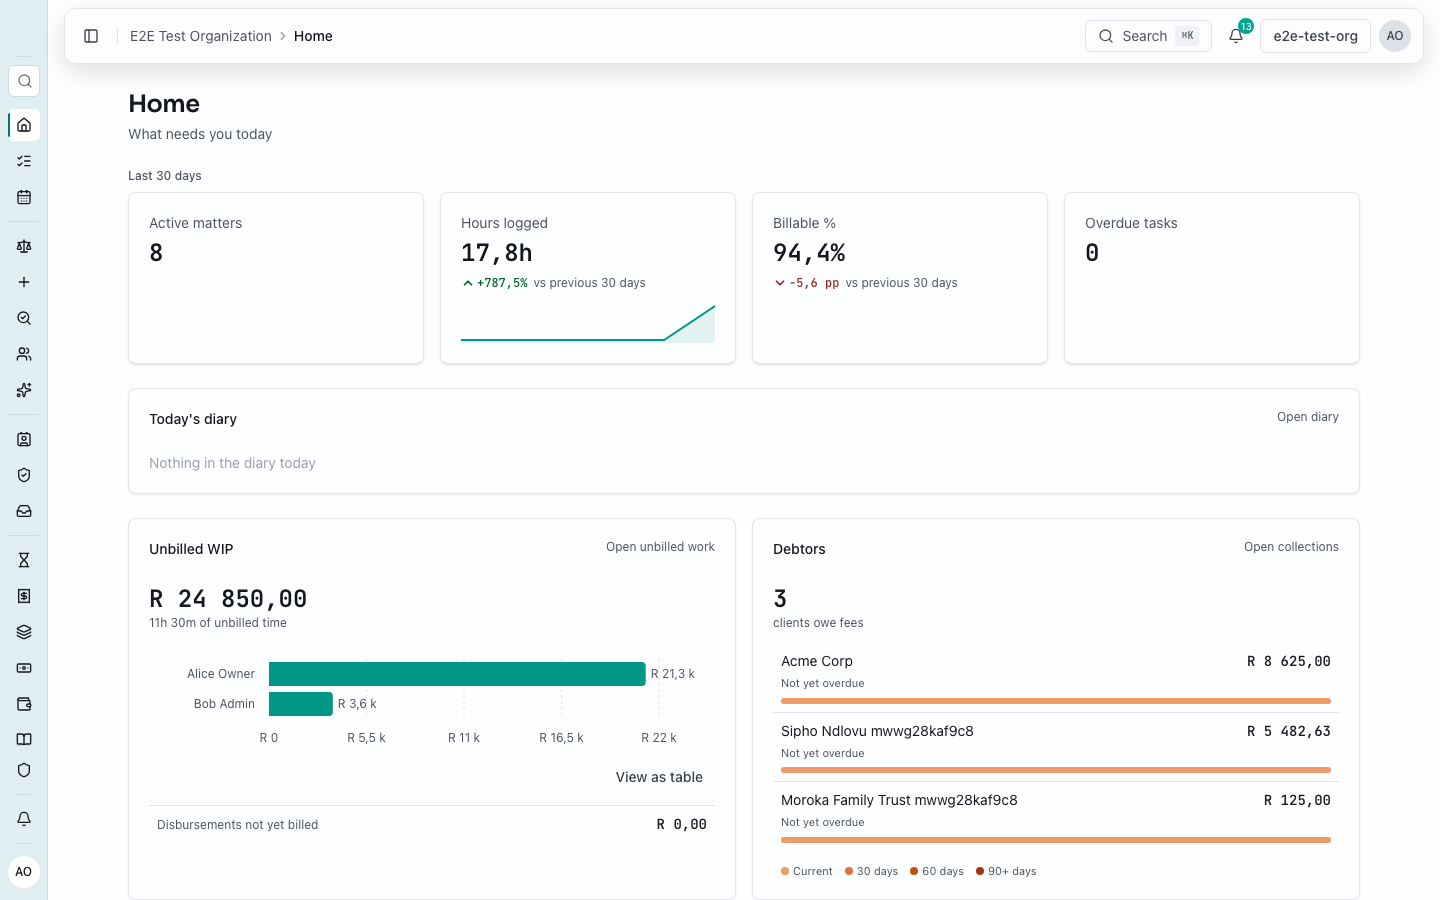 E2E Test Organization > Home
Search ⌘K
13
e2e-test-org
AO
Home
What needs you today
Last 30 days
Active matters
8
Hours logged
17,8h
+787,5% vs previous 30 days
Billable %
94,4%
-5,6 pp vs previous 30 days
Overdue tasks
0
Today's diary
Open diary
Nothing in the diary today
Unbilled WIP
Open unbilled work
R 24 850,00
11h 30m of unbilled time
Alice Owner R 21,3 k
Bob Admin R 3,6 k
R 0 R 5,5 k R 11 k R 16,5 k R 22 k
View as table
Disbursements not yet billed R 0,00
Debtors
Open collections
3
clients owe fees
Acme Corp R 8 625,00
Not yet overdue
Sipho Ndlovu mwwg28kaf9c8 R 5 482,63
Not yet overdue
Moroka Family Trust mwwg28kaf9c8 R 125,00
Not yet overdue
Current 30 days 60 days 90+ days
AO